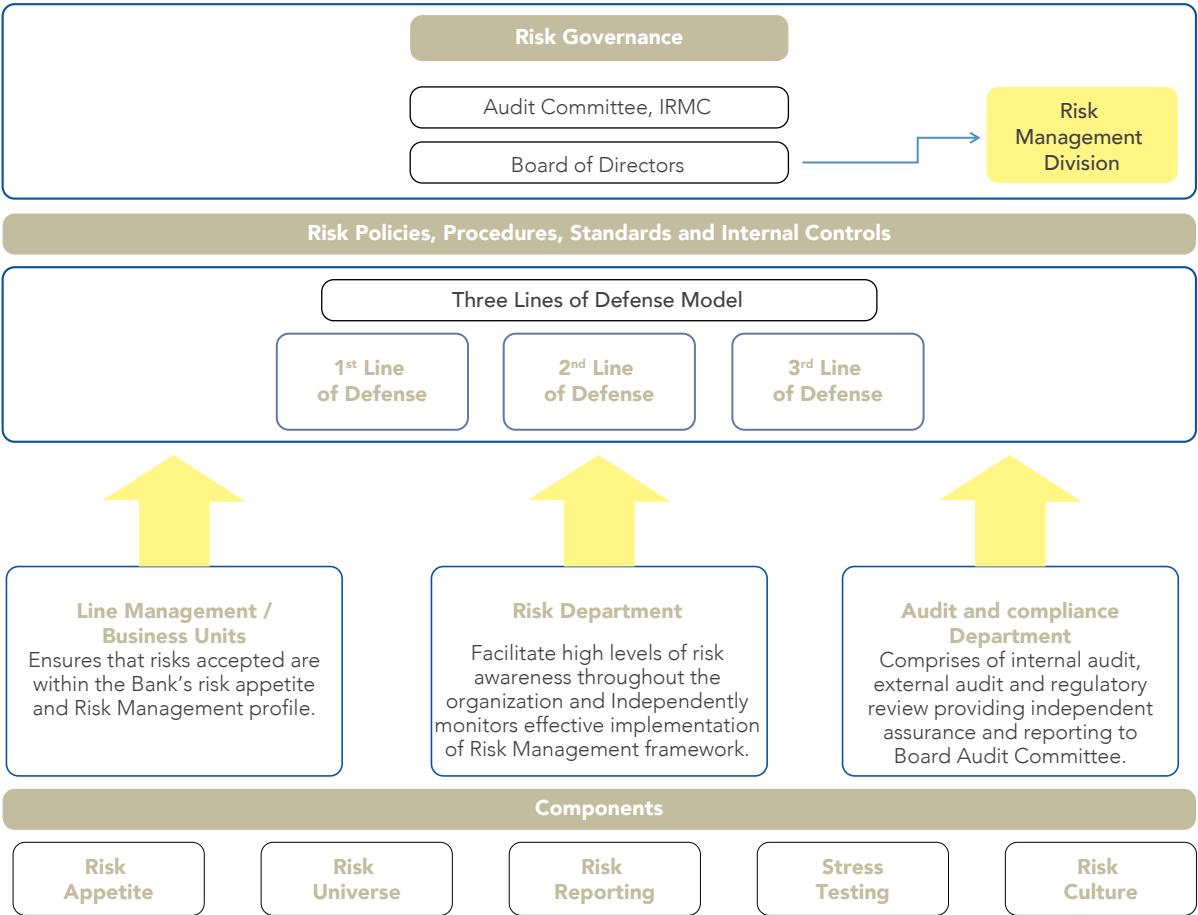 Risk Governance
Audit Committee, IRMC
Board of Directors
Risk
Management
Division
Risk Policies, Procedures, Standards and Internal Controls
Three Lines of Defense Model
1st Line
of Defense
2nd Line
of Defense
3rd Line
of Defense
Line Management /
Business Units
Ensures that risks accepted are
within the Bank's risk appetite
and Risk Management profile.
Risk Department
Facilitate high levels of risk
awareness throughout the
organization and Independently
monitors effective implementation
of Risk Management framework.
Audit and compliance
Department
Comprises of internal audit,
external audit and regulatory
review providing independent
assurance and reporting to
Board Audit Committee.
Components
Risk
Appetite
Risk
Universe
Risk
Reporting
Stress
Testing
Risk
Culture